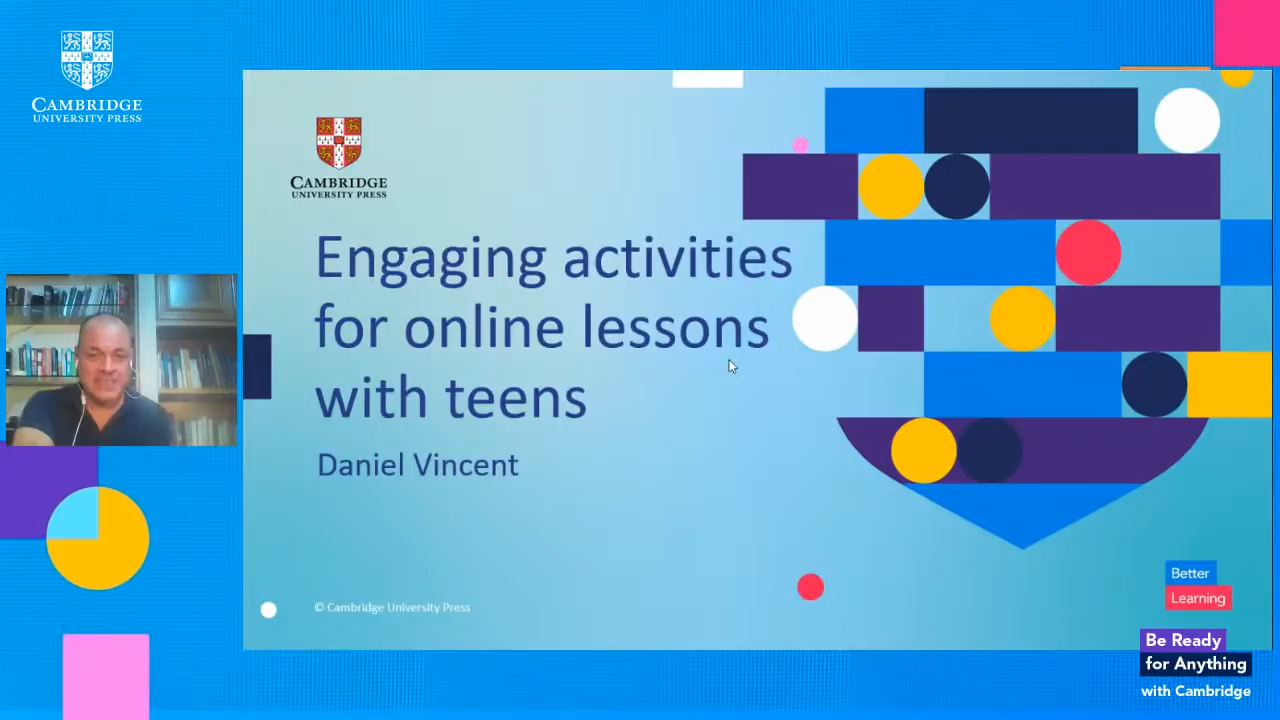 CAMBRIDGE
UNIVERSITY PRESS
CAMBRIDGE
UNIVERSITY PRESS
Engaging activities
for online lessons
with teens
Daniel Vincent
© Cambridge University Press
Better
Learning
Be Ready
for Anything
with Cambridge